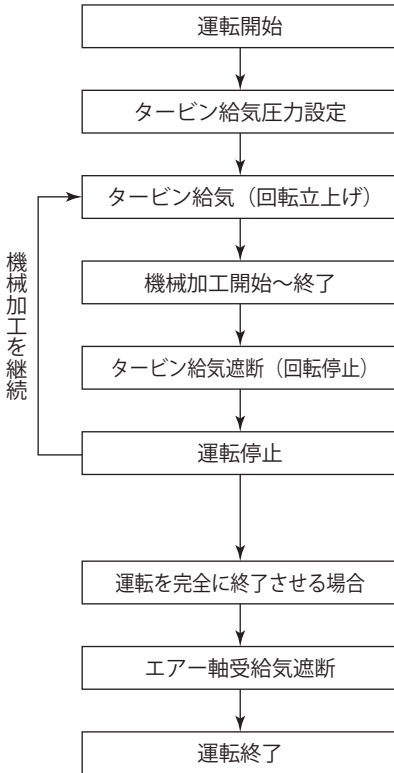 運転開始
タービン給気圧力設定
タービン給気（回転立上げ）
機械加工開始～終了
タービン給気遮断（回転停止）
運転停止
機械加工を継続
運転を完全に終了させる場合
エアー軸受給気遮断
運転終了